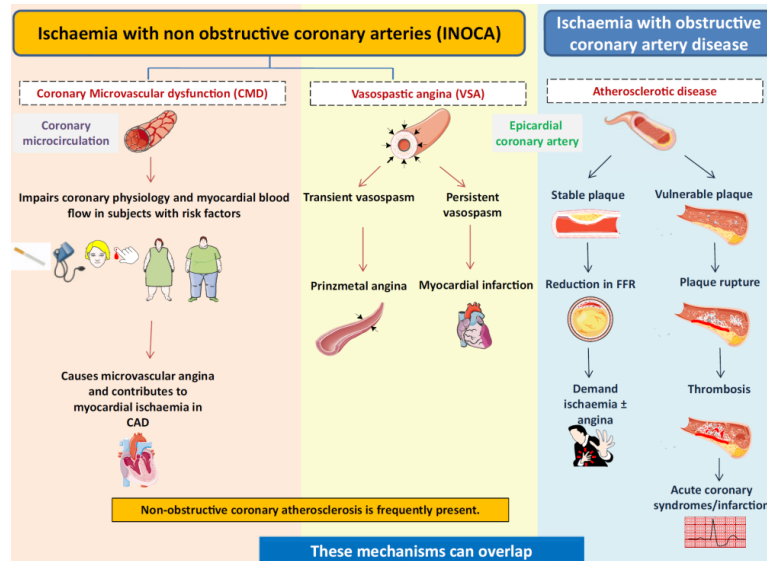 Ischaemia with non obstructive coronary arteries (INOCA)
Ischaemia with obstructive
coronary artery disease
Coronary Microvascular dysfunction (CMD)
Vasospastic angina (VSA)
Atherosclerotic disease
Coronary
microcirculation
Epicardial
coronary artery
Impairs coronary physiology and myocardial blood
flow in subjects with risk factors
Causes microvascular angina
and contributes to
myocardial ischaemia in
CAD
Transient vasospasm
Persistent
vasospasm
Prinzmetal angina
Myocardial infarction
Stable plaque
Vulnerable plaque
Reduction in FFR
Plaque rupture
Demand
ischaemia ±
angina
Thrombosis
Acute coronary
syndromes/infarction
Non-obstructive coronary atherosclerosis is frequently present.
These mechanisms can overlap